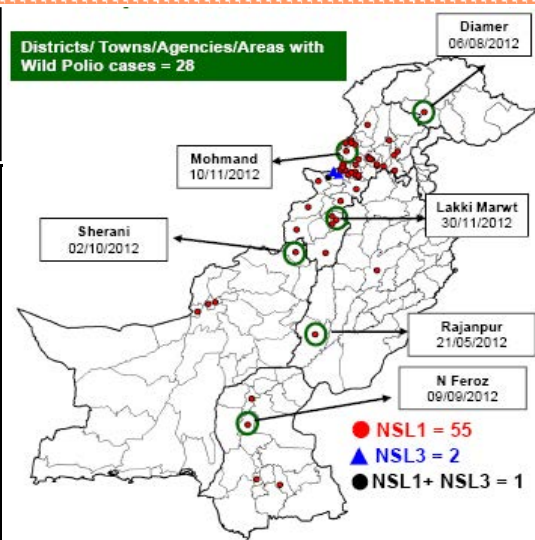 Diamer
06/08/2012
Districts/ Towns/Agencies/Areas with
Wild Polio cases = 28
Mohmand
10/11/2012
Lakki Marwt
30/11/2012
Sherani
02/10/2012
Rajanpur
21/05/2012
N Feroz
09/09/2012
NSL1 = 55
NSL3 = 2
NSL1+ NSL3 = 1